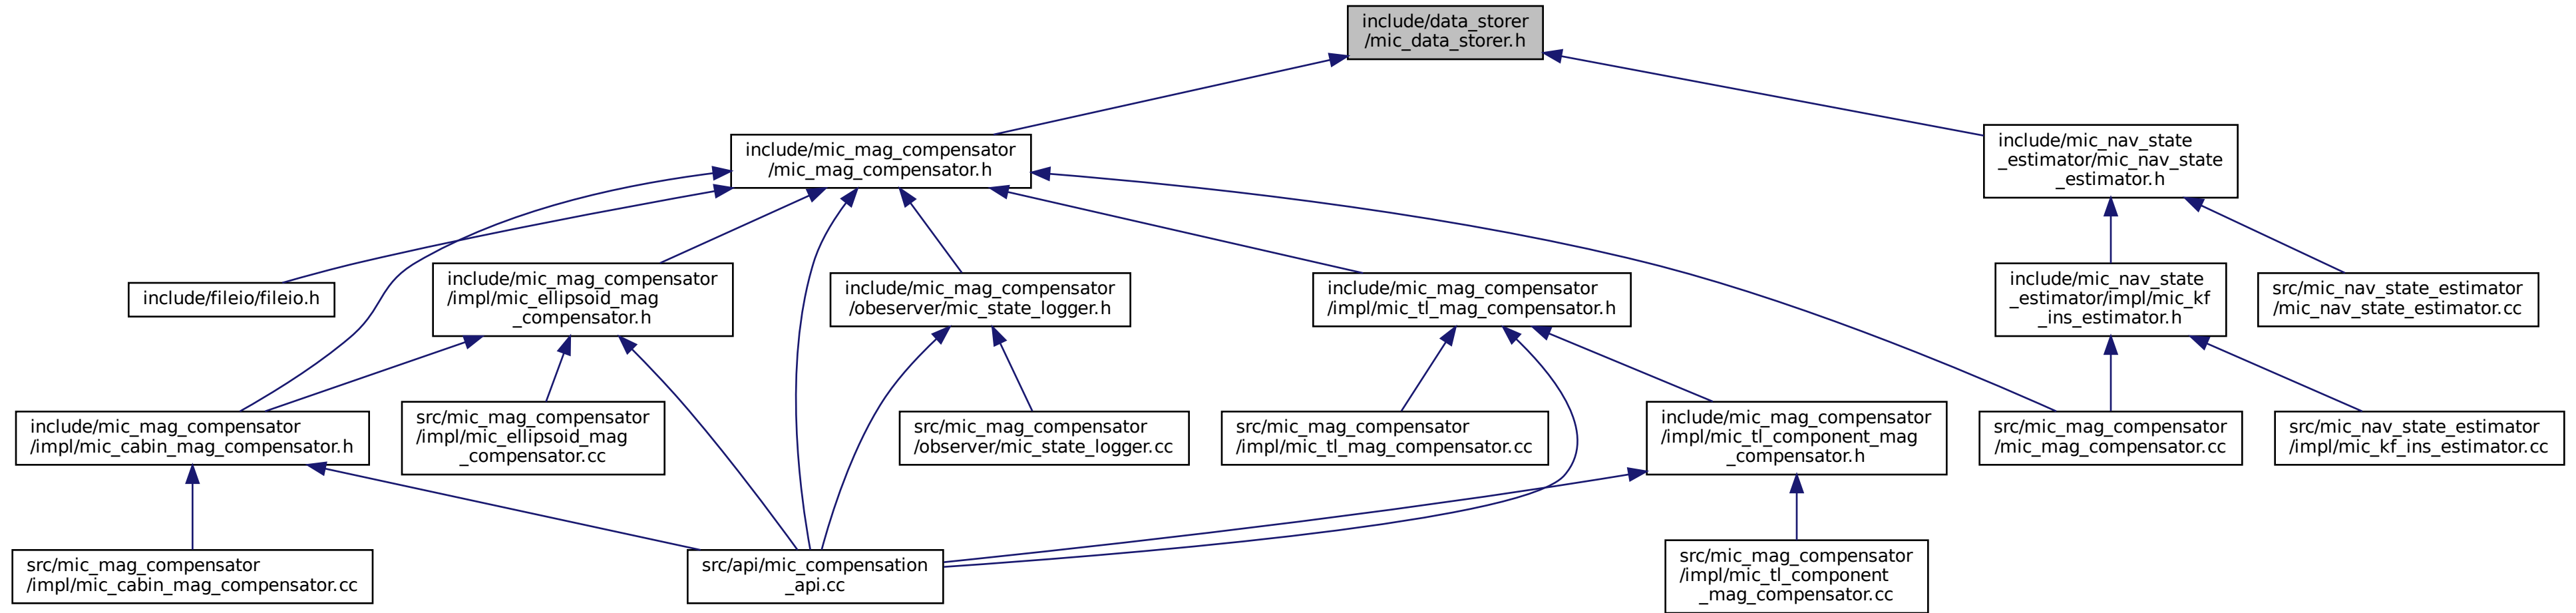 include/data_storer
/mic_data_storer.h
include/mic_mag_compensator
/mic_mag_compensator.h
include/mic_nav_state
_estimator/mic_nav_state
_estimator.h
include/fileio/fileio.h
include/mic_mag_compensator
/impl/mic_ellipsoid_mag
_compensator.h
include/mic_mag_compensator
/obeserver/mic_state_logger.h
include/mic_mag_compensator
/impl/mic_tl_mag_compensator.h
include/mic_nav_state
_estimator/impl/mic_kf
_ins_estimator.h
src/mic_nav_state_estimator
/mic_nav_state_estimator.cc
include/mic_mag_compensator
/impl/mic_cabin_mag_compensator.h
src/mic_mag_compensator
/impl/mic_ellipsoid_mag
_compensator.cc
src/mic_mag_compensator
/observer/mic_state_logger.cc
src/mic_mag_compensator
/impl/mic_tl_mag_compensator.cc
include/mic_mag_compensator
/impl/mic_tl_component_mag
_compensator.h
src/mic_mag_compensator
/mic_mag_compensator.cc
src/mic_nav_state_estimator
/impl/mic_kf_ins_estimator.cc
src/mic_mag_compensator
/impl/mic_cabin_mag_compensator.cc
src/api/mic_compensation
_api.cc
src/mic_mag_compensator
/impl/mic_tl_component
_mag_compensator.cc